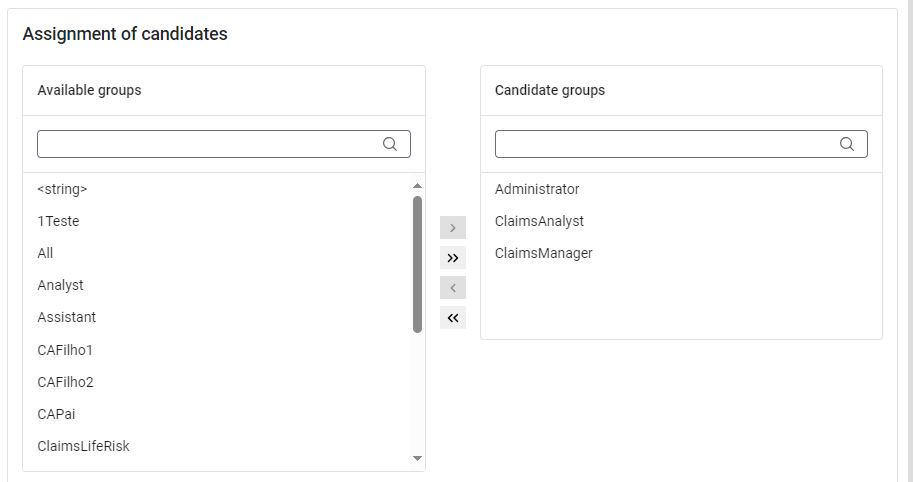 Assignment of candidates
Available groups
<string>
1Teste
All
Analyst
Assistant
CAFilho1
CAFilho2
CAPai
ClaimsLifeRisk
Candidate groups
Administrator
ClaimsAnalyst
ClaimsManager